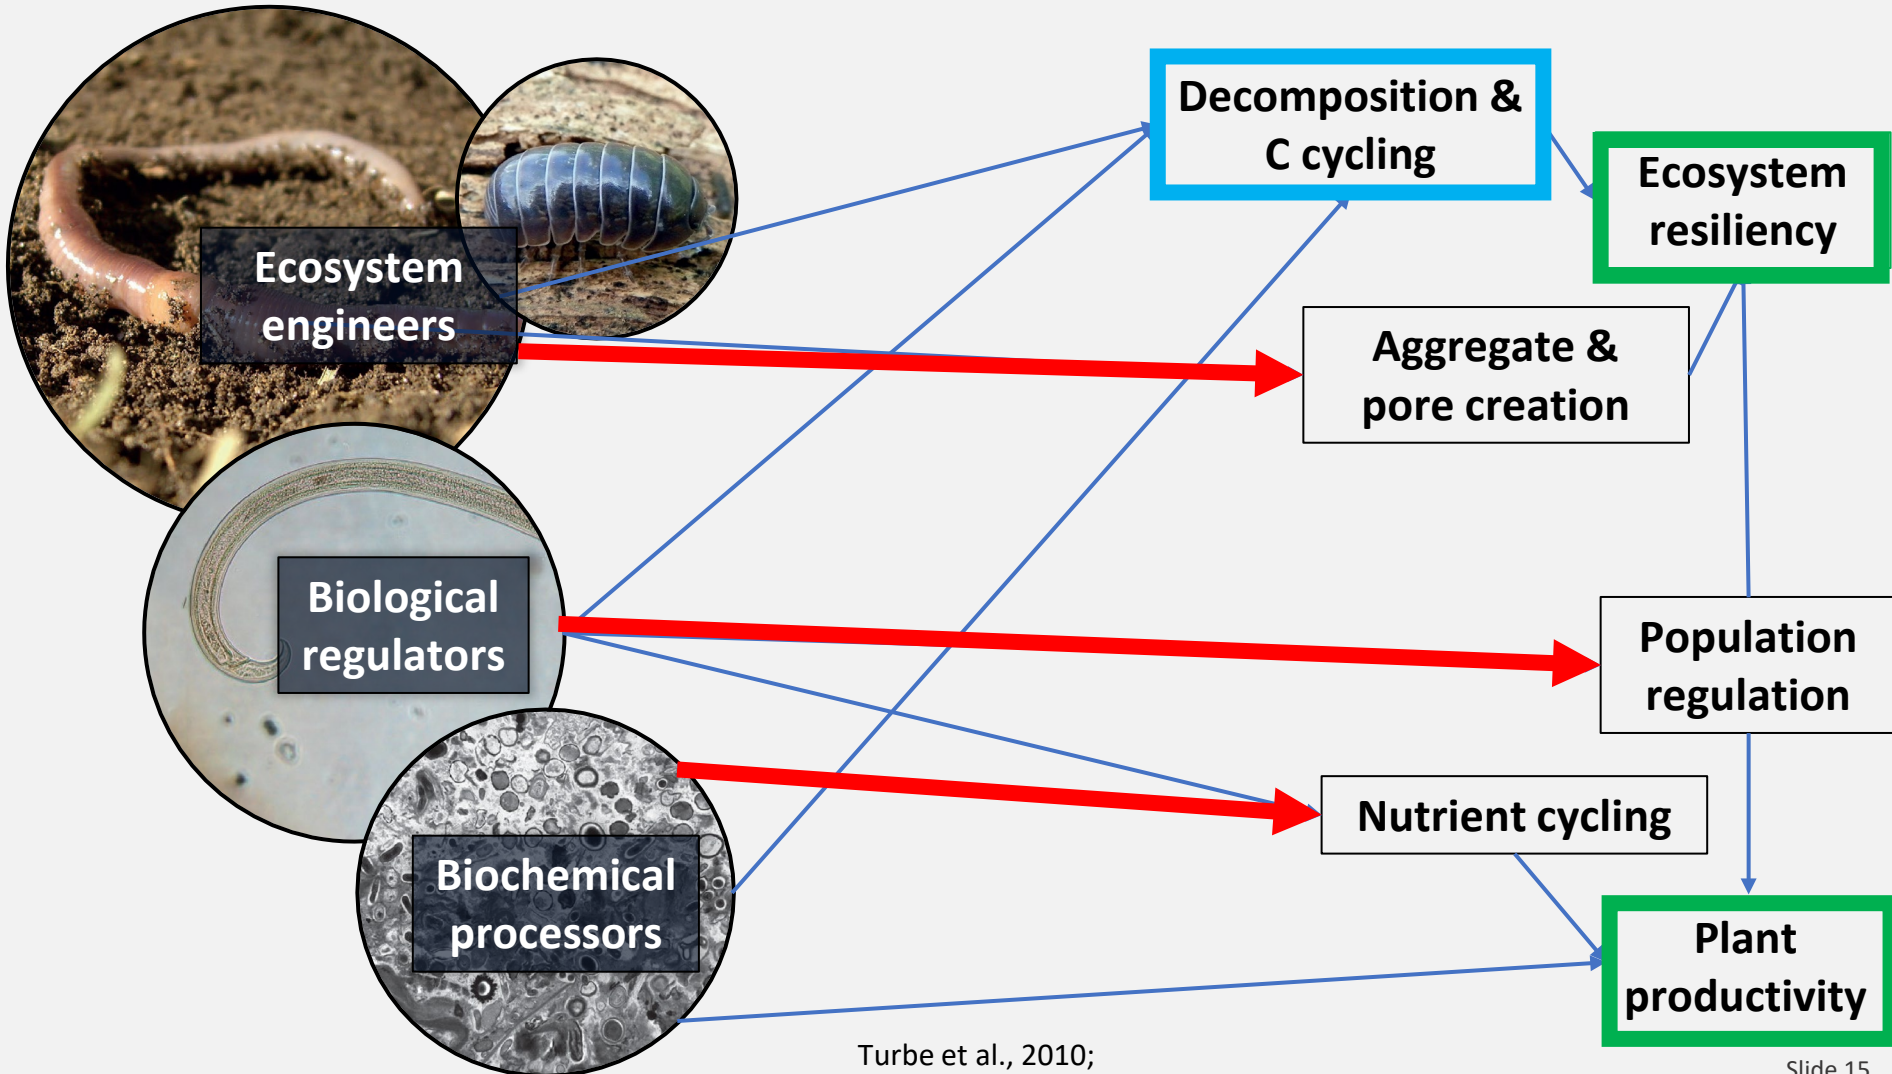 Ecosystem
engineers
Biological
regulators
Biochemical
processors
Decomposition &
C cycling
Ecosystem
resiliency
Aggregate &
pore creation
Population
regulation
Nutrient cycling
Plant
productivity
Turbe et al., 2010;
Slide 15